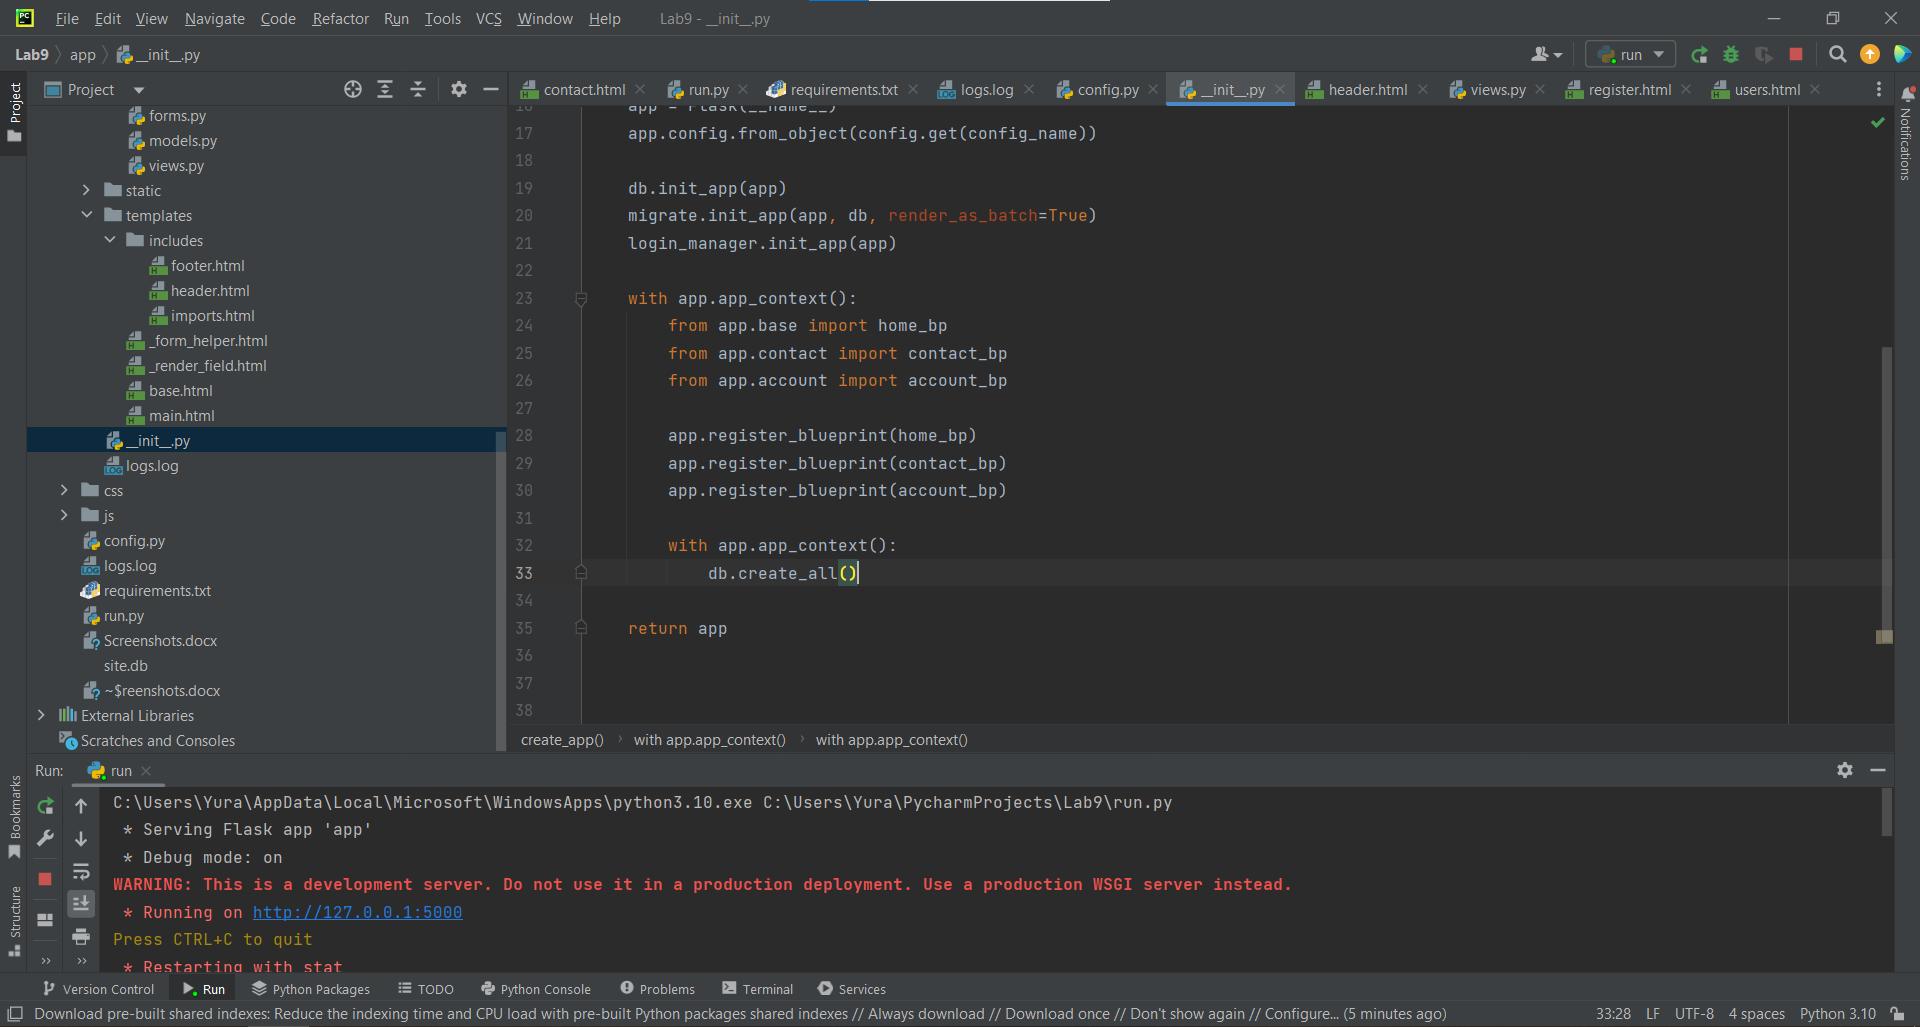 PC File Edit View Navigate Code Refactor Run Tools VCS Window Help Lab9 - __init__.py
Lab9 app __init__.py run
Project
contact.html run.py requirements.txt logs.log config.py __init__.py header.html views.py register.html users.html
Project
Notifications
forms.py
models.py
views.py
static
templates
includes
footer.html
header.html
imports.html
_form_helper.html
_render_field.html
base.html
main.html
__init__.py
logs.log
css
js
config.py
logs.log
requirements.txt
run.py
Screenshots.docx
site.db
~$reenshots.docx
External Libraries
Scratches and Consoles
16 app = Flask(__name__)
17 app.config.from_object(config.get(config_name))
18
19 db.init_app(app)
20 migrate.init_app(app, db, render_as_batch=True)
21 login_manager.init_app(app)
22
23 with app.app_context():
24 from app.base import home_bp
25 from app.contact import contact_bp
26 from app.account import account_bp
27
28 app.register_blueprint(home_bp)
29 app.register_blueprint(contact_bp)
30 app.register_blueprint(account_bp)
31
32 with app.app_context():
33 db.create_all()
34
35 return app
36
37
38
create_app() with app.app_context() with app.app_context()
Run: run
Bookmarks
Structure
C:\Users\Yura\AppData\Local\Microsoft\WindowsApps\python3.10.exe C:\Users\Yura\PycharmProjects\Lab9\run.py
* Serving Flask app 'app'
* Debug mode: on
WARNING: This is a development server. Do not use it in a production deployment. Use a production WSGI server instead.
* Running on http://127.0.0.1:5000
Press CTRL+C to quit
* Restarting with stat
Version Control Run Python Packages TODO Python Console Problems Terminal Services
Download pre-built shared indexes: Reduce the indexing time and CPU load with pre-built Python packages shared indexes // Always download // Download once // Don't show again // Configure... (5 minutes ago) 33:28 LF UTF-8 4 spaces Python 3.10